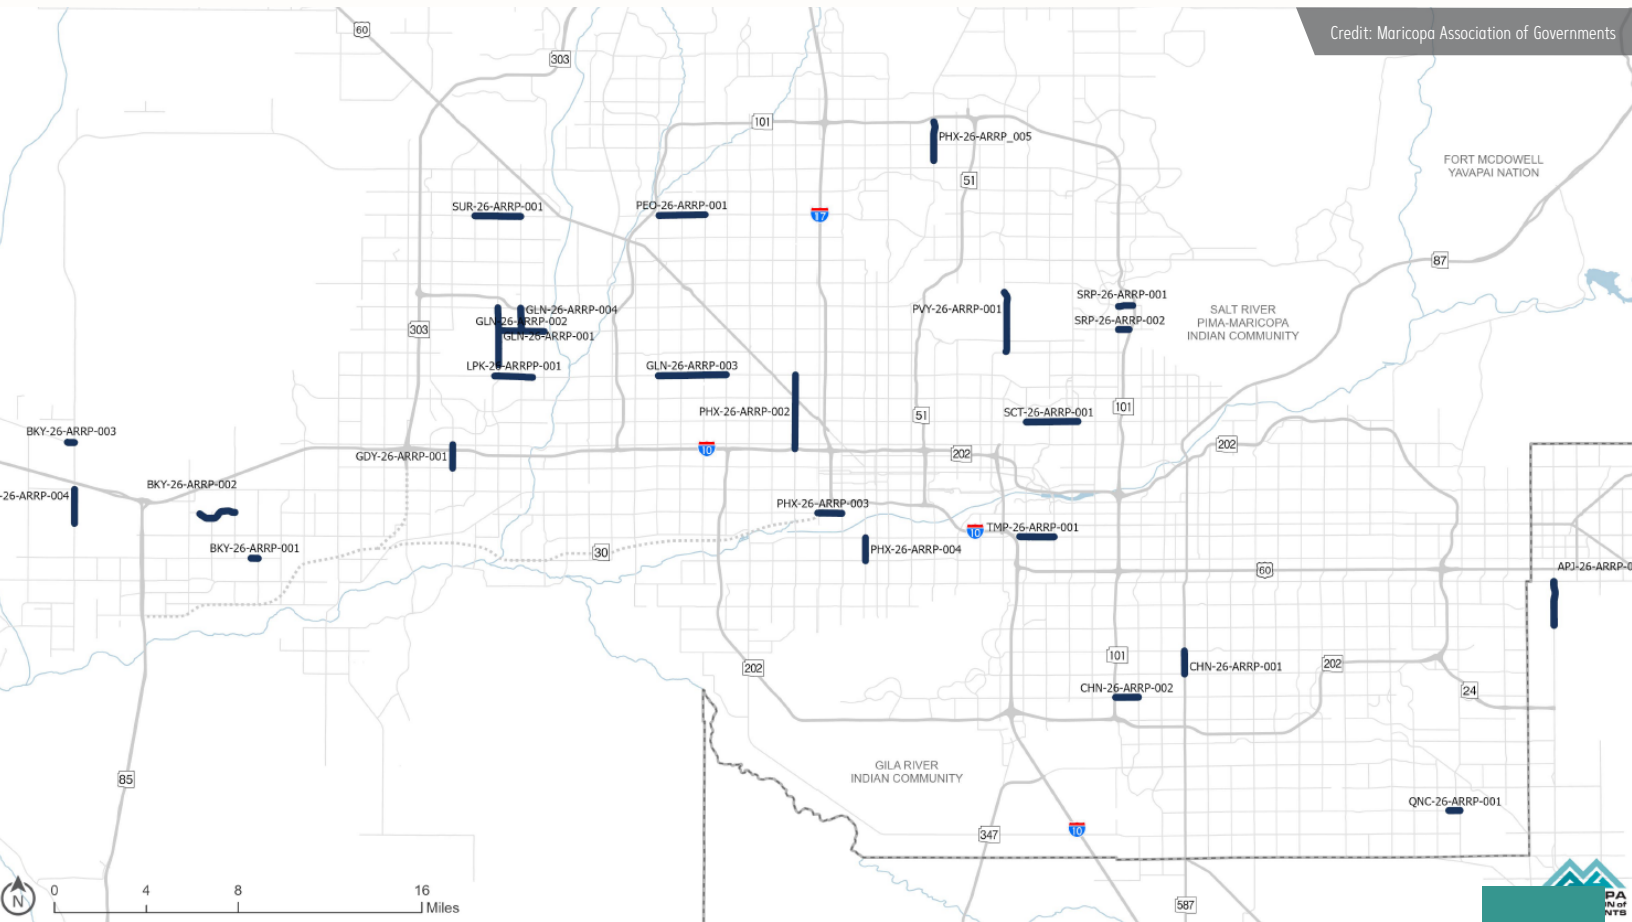 60
Credit: Maricopa Association of Governments
303
101
PHX-26-ARRP_005
FORT MCDOWELL
YAVAPAI NATION
51
SUR-26-ARRP-001
PEO-26-ARRP-001
17
87
SRP-26-ARRP-001
GLN-26-ARRP-004
PVY-26-ARRP-001
SALT RIVER
PIMA-MARICOPA
INDIAN COMMUNITY
GLN-26-ARRP-002
SRP-26-ARRP-002
303
GLN-26-ARRP-001
LPK-26-ARRPP-001
GLN-26-ARRP-003
PHX-26-ARRP-002
51
SCT-26-ARRP-001
101
BKY-26-ARRP-003
GDY-26-ARRP-001
10
202
202
BKY-26-ARRP-002
-26-ARRP-004
PHX-26-ARRP-003
10
TMP-26-ARRP-001
BKY-26-ARRP-001
30
PHX-26-ARRP-004
60
APJ-26-ARRP-0
202
101
CHN-26-ARRP-001
202
CHN-26-ARRP-002
24
GILA RIVER
INDIAN COMMUNITY
85
QNC-26-ARRP-001
347
10
N
0 4 8 16
Miles
587
PA
N of
NTS